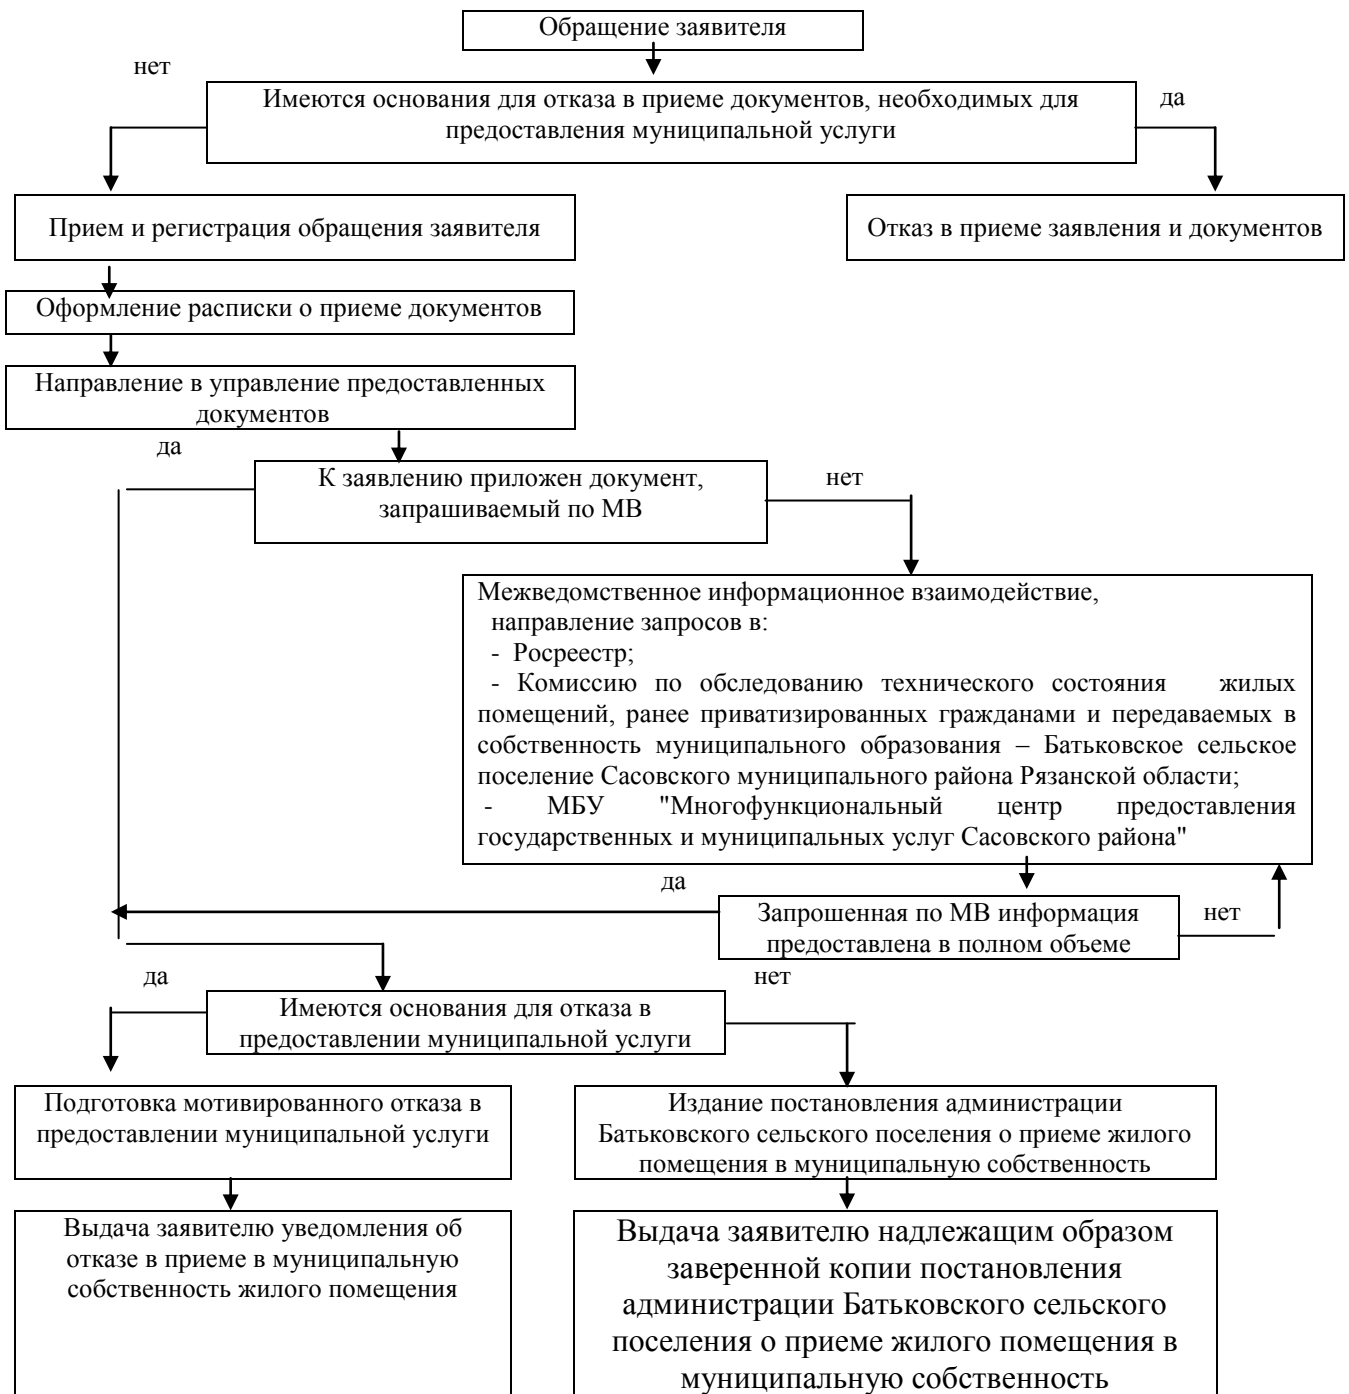 Обращение заявителя
нет
Имеются основания для отказа в приеме документов, необходимых для
предоставления муниципальной услуги
да
Прием и регистрация обращения заявителя
Отказ в приеме заявления и документов
Оформление расписки о приеме документов
Направление в управление предоставленных
документов
да
К заявлению приложен документ,
запрашиваемый по МВ
нет
Межведомственное информационное взаимодействие,
направление запросов в:
- Росреестр;
- Комиссию по обследованию технического состояния жилых
помещений, ранее приватизированных гражданами и передаваемых в
собственность муниципального образования – Батьковское сельское
поселение Сасовского муниципального района Рязанской области;
- МБУ "Многофункциональный центр предоставления
государственных и муниципальных услуг Сасовского района"
да
Запрошенная по МВ информация
предоставлена в полном объеме
нет
да
Имеются основания для отказа в
предоставлении муниципальной услуги
нет
Подготовка мотивированного отказа в
предоставлении муниципальной услуги
Издание постановления администрации
Батьковского сельского поселения о приеме жилого
помещения в муниципальную собственность
Выдача заявителю уведомления об
отказе в приеме в муниципальную
собственность жилого помещения
Выдача заявителю надлежащим образом
заверенной копии постановления
администрации Батьковского сельского
поселения о приеме жилого помещения в
муниципальную собственность